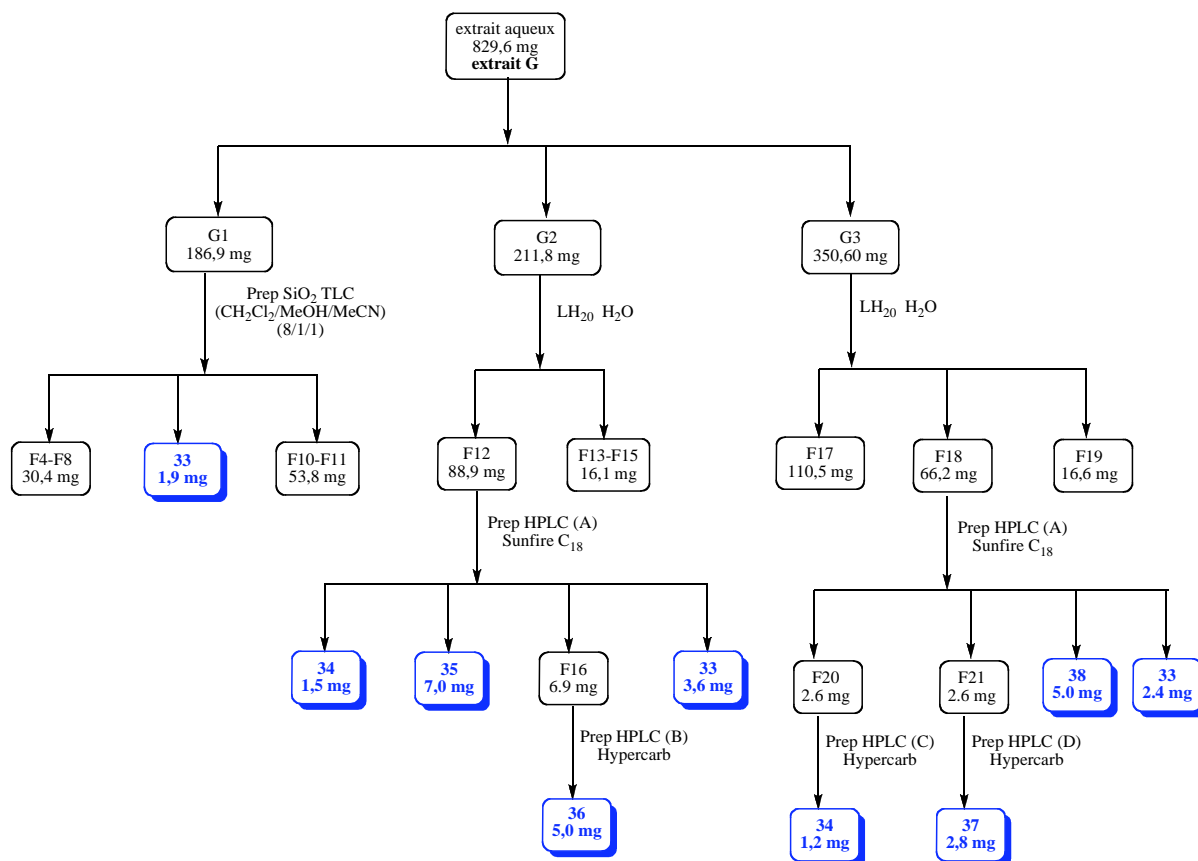 extrait aqueux
829,6 mg
extrait G
G1
186,9 mg
G2
211,8 mg
G3
350,60 mg
Prep SiO₂ TLC
(CH₂Cl₂/MeOH/MeCN)
(8/1/1)
LH₂₀ H₂O
LH₂₀ H₂O
F4-F8
30,4 mg
33
1,9 mg
F10-F11
53,8 mg
F12
88,9 mg
F13-F15
16,1 mg
F17
110,5 mg
F18
66,2 mg
F19
16,6 mg
Prep HPLC (A)
Sunfire C₁₈
Prep HPLC (A)
Sunfire C₁₈
34
1,5 mg
35
7,0 mg
F16
6.9 mg
33
3,6 mg
F20
2.6 mg
F21
2.6 mg
38
5.0 mg
33
2.4 mg
Prep HPLC (B)
Hypercarb
Prep HPLC (C)
Hypercarb
Prep HPLC (D)
Hypercarb
36
5,0 mg
34
1,2 mg
37
2,8 mg